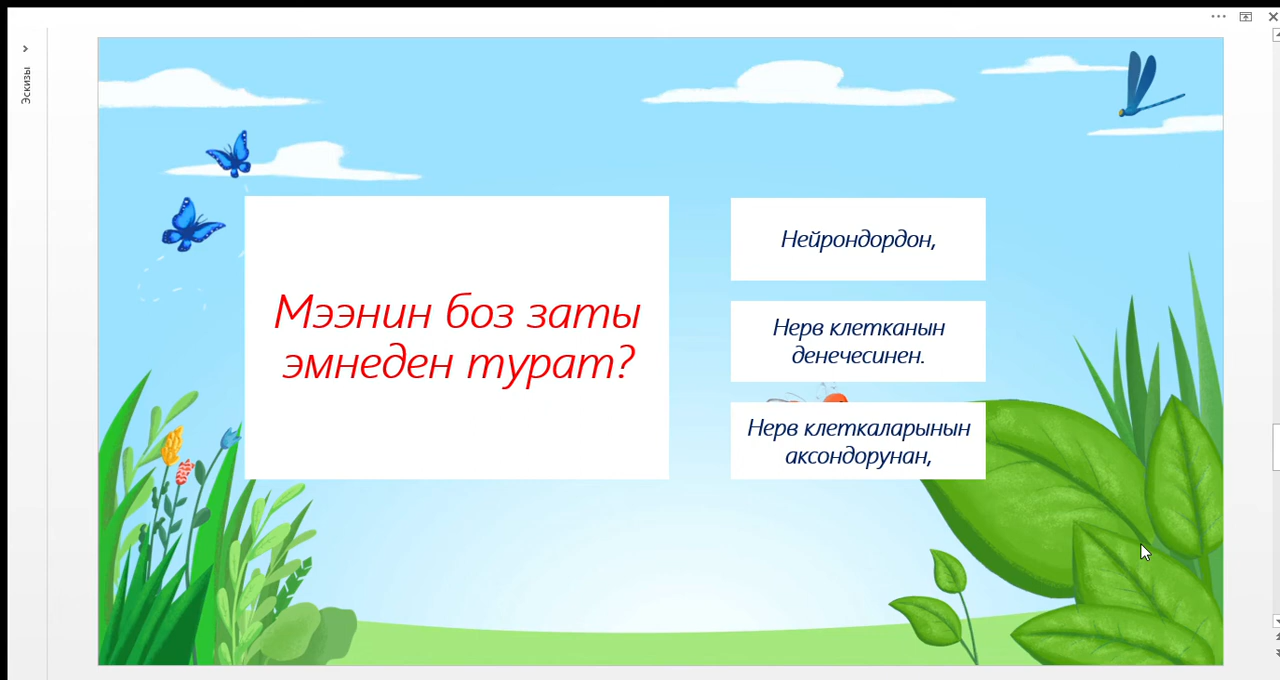 Эскизы
Мээнин боз заты
эмнеден турат?
Нейрондордон,
Нерв клетканын
денечесинен.
Нерв клеткаларынын
аксондорунан,